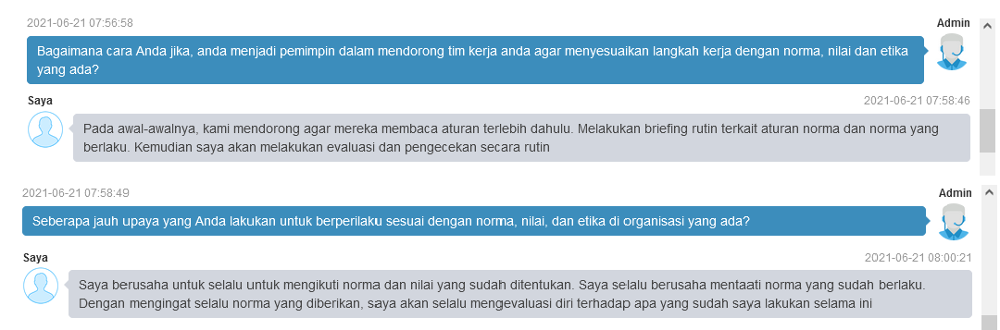 2021-06-21 07:56:58 Admin
Bagaimana cara Anda jika, anda menjadi pemimpin dalam mendorong tim kerja anda agar menyesuaikan langkah kerja dengan norma, nilai dan etika
yang ada?
Saya 2021-06-21 07:58:46
Pada awal-awalnya, kami mendorong agar mereka membaca aturan terlebih dahulu. Melakukan briefing rutin terkait aturan norma dan norma yang
berlaku. Kemudian saya akan melakukan evaluasi dan pengecekan secara rutin
2021-06-21 07:58:49 Admin
Seberapa jauh upaya yang Anda lakukan untuk berperilaku sesuai dengan norma, nilai, dan etika di organisasi yang ada?
Saya 2021-06-21 08:00:21
Saya berusaha untuk selalu untuk mengikuti norma dan nilai yang sudah ditentukan. Saya selalu berusaha mentaati norma yang sudah berlaku.
Dengan mengingat selalu norma yang diberikan, saya akan selalu mengevaluasi diri terhadap apa yang sudah saya lakukan selama ini